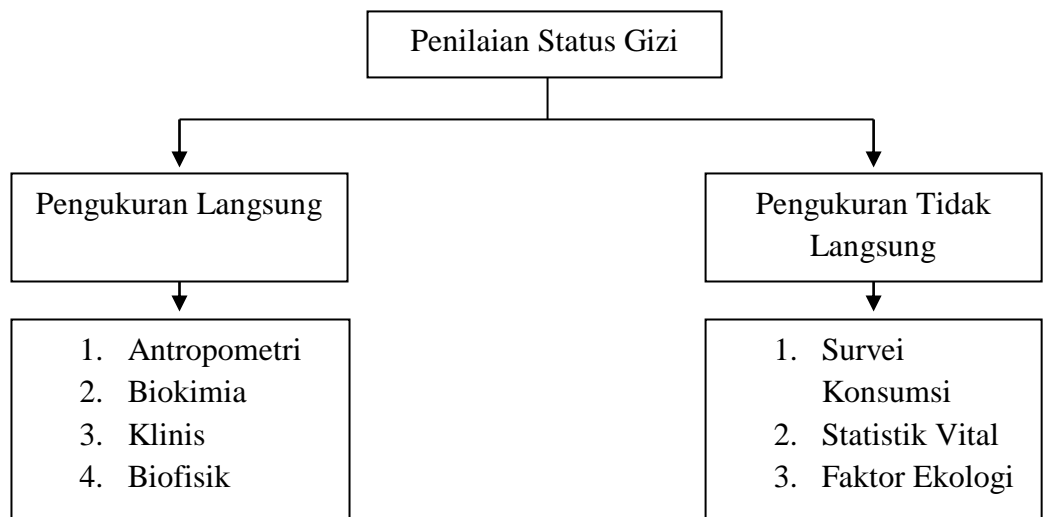 Penilaian Status Gizi
Pengukuran Langsung
Pengukuran Tidak
Langsung
1. Antropometri
2. Biokimia
3. Klinis
4. Biofisik
1. Survei
Konsumsi
2. Statistik Vital
3. Faktor Ekologi